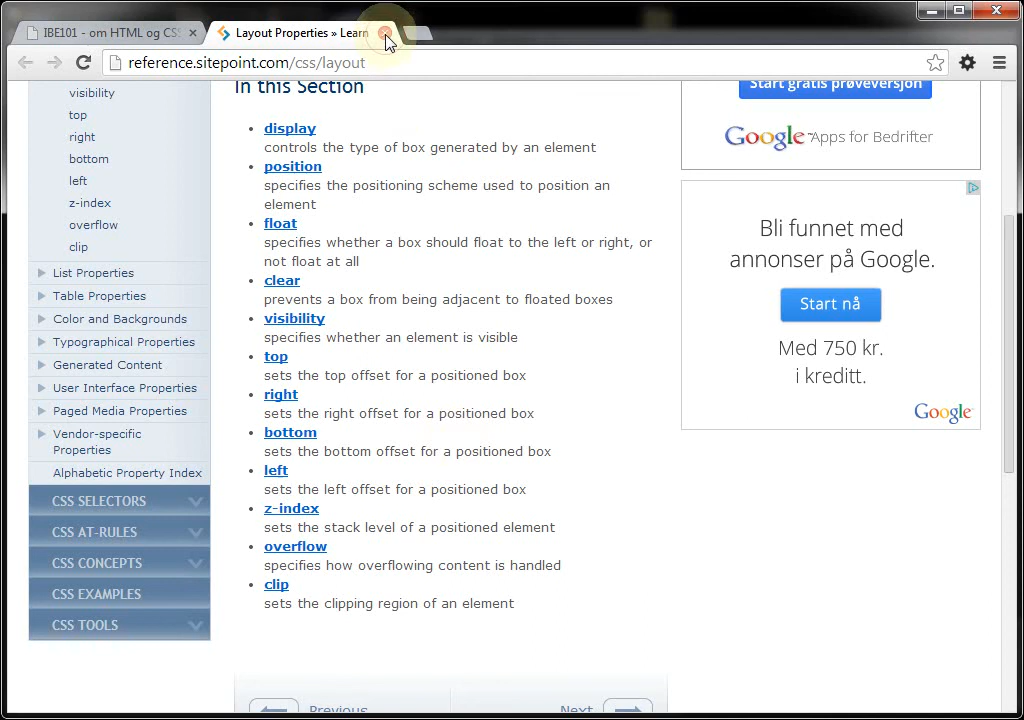 IBE101 - om HTML og CSS
Layout Properties » Learn
reference.sitepoint.com/css/layout
visibility
top
right
bottom
left
z-index
overflow
clip
List Properties
Table Properties
Color and Backgrounds
Typographical Properties
Generated Content
User Interface Properties
Paged Media Properties
Vendor-specific
Properties
Alphabetic Property Index
CSS SELECTORS
CSS AT-RULES
CSS CONCEPTS
CSS EXAMPLES
CSS TOOLS
In this Section
display
controls the type of box generated by an element
position
specifies the positioning scheme used to position an
element
float
specifies whether a box should float to the left or right, or
not float at all
clear
prevents a box from being adjacent to floated boxes
visibility
specifies whether an element is visible
top
sets the top offset for a positioned box
right
sets the right offset for a positioned box
bottom
sets the bottom offset for a positioned box
left
sets the left offset for a positioned box
z-index
sets the stack level of a positioned element
overflow
specifies how overflowing content is handled
clip
sets the clipping region of an element
Previous
Next
Start gratis prøveversjon
Google™ Apps for Bedrifter
Bli funnet med
annonser på Google.
Start nå
Med 750 kr.
i kreditt.
Google